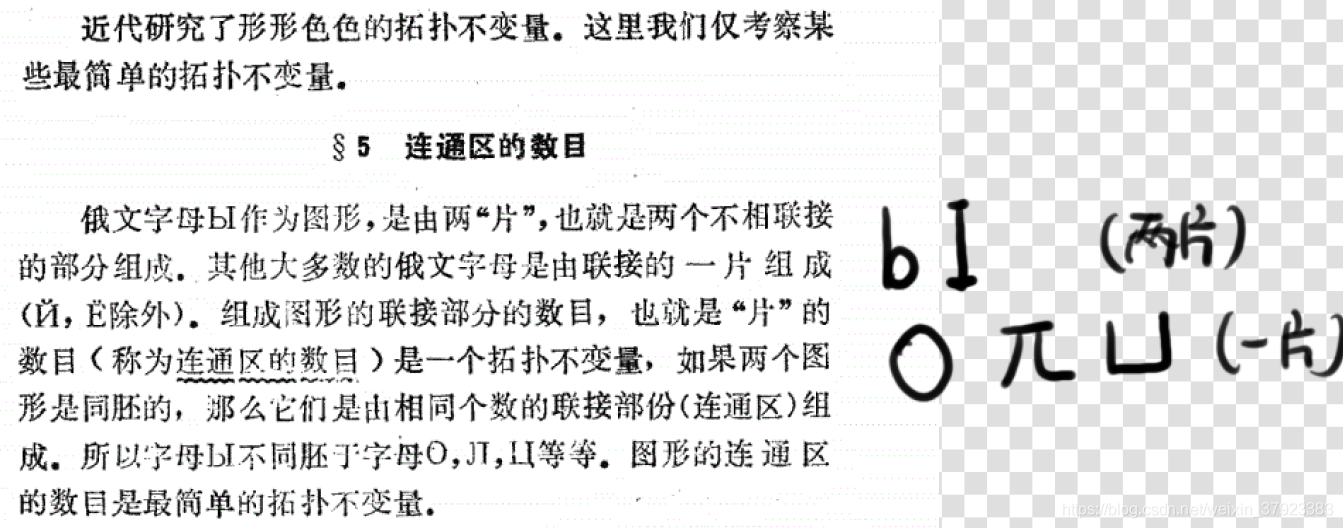 近代研究了形形色色的拓扑不变量。这里我们仅考察某
些最简单的拓扑不变量。
§5 连通区的数目
俄文字母Ы作为图形,是由两“片”,也就是两个不相联接
的部分组成。其他大多数的俄文字母是由联接的一片组成
(Й,Ё除外)。组成图形的联接部分的数目,也就是“片”的
数目(称为连通区的数目)是一个拓扑不变量,如果两个图
形是同胚的,那么它们是由相同个数的联接部份(连通区)组
成。所以字母Ы不同胚于字母О,Л,Ц等等。图形的连通区
的数目是最简单的拓扑不变量。
ЬI (两片)
O 兀 凵 (一片)
https://blog.csdn.net/weixin_37923383